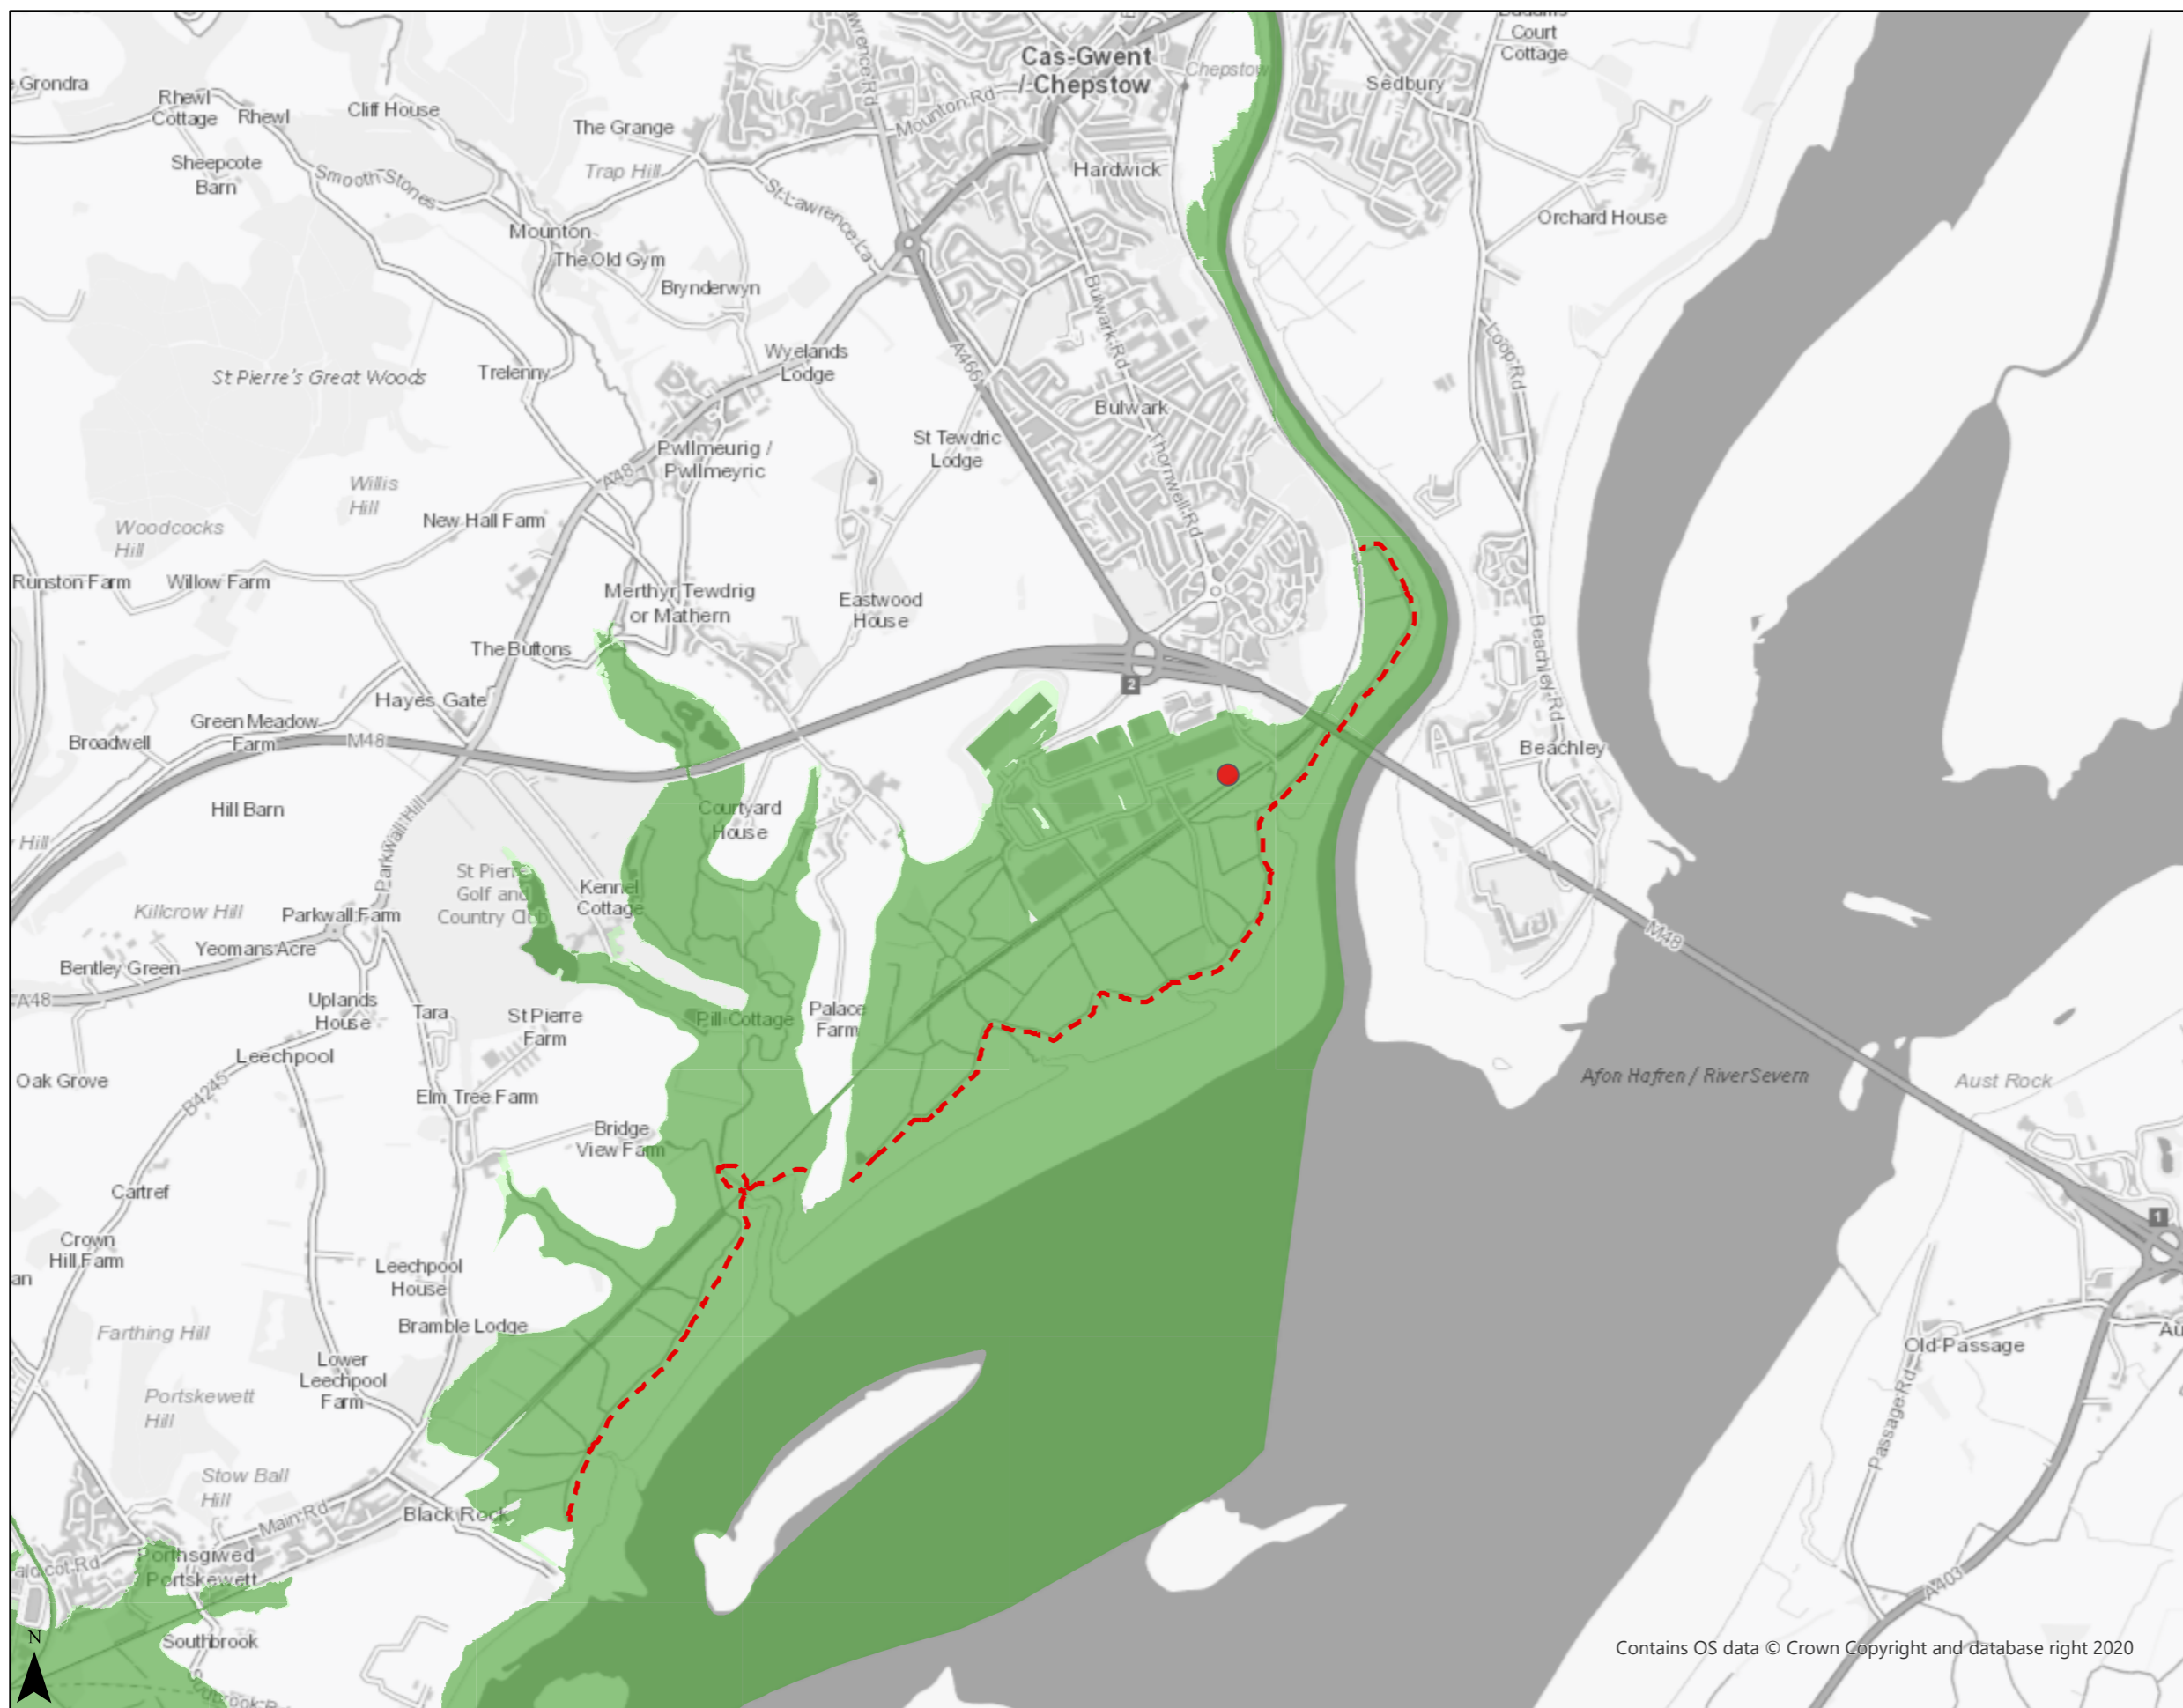 Court
Cottage
Cas-Gwent
/ Chepstow
Chepstow
Sedbury
Grondra
Rhewl
Cottage
Rhewl
Cliff House
The Grange
Mounton Rd
Sheepcote
Barn
Smooth Stones
Trap Hill
St Lawrence La
Hardwick
Orchard House
Mounton
The Old Gym
Brynderwyn
Bulwark Rd
Loop Rd
A466
Wyelands
Lodge
St Pierre's Great Woods
Trelenny
Bulwark
St Tewdric
Lodge
Thornwell Rd
Pwllmeurig /
Pwllmeyric
A48
Willis
Hill
New Hall Farm
Woodcocks
Hill
Runston Farm
Willow Farm
Merthyr Tewdrig
or Mathern
Eastwood
House
The Buttons
Beachley Rd
Hayes Gate
2
Green Meadow
Farm
M48
Broadwell
Beachley
Hill Barn
Parkwall Hill
Courtyard
House
Hill
St Pierre
Golf and
Country Club
Kennel
Cottage
Killcrow Hill
Parkwall Farm
Yeomans Acre
M48
Bentley Green
A48
Uplands
House
Tara
St Pierre
Farm
Pill Cottage
Palace
Farm
Leechpool
Oak Grove
B4245
Elm Tree Farm
Afon Hafren / River Severn
Aust Rock
Bridge
View Farm
Cartref
1
Crown
Hill Farm
an
Leechpool
House
Farthing Hill
Bramble Lodge
Old Passage
Au
Lower
Leechpool
Farm
Portskewett
Hill
Passage Rd
Stow Ball
Hill
Main Rd
Black Rock
Porthsgiwed
Portskewett
A403
N
Southbrook
Contains OS data © Crown Copyright and database right 2020